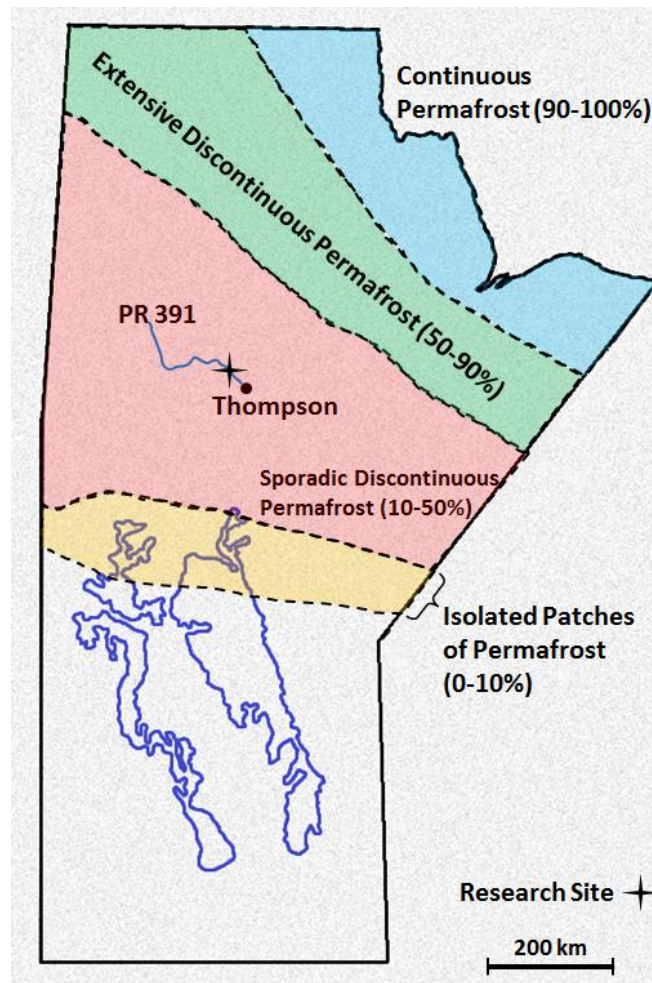 Continuous
Permafrost (90-100%)
Extensive Discontinuous Permafrost (50-90%)
PR 391
Thompson
Sporadic Discontinuous
Permafrost (10-50%)
Isolated Patches
of Permafrost
(0-10%)
Research Site
200 km